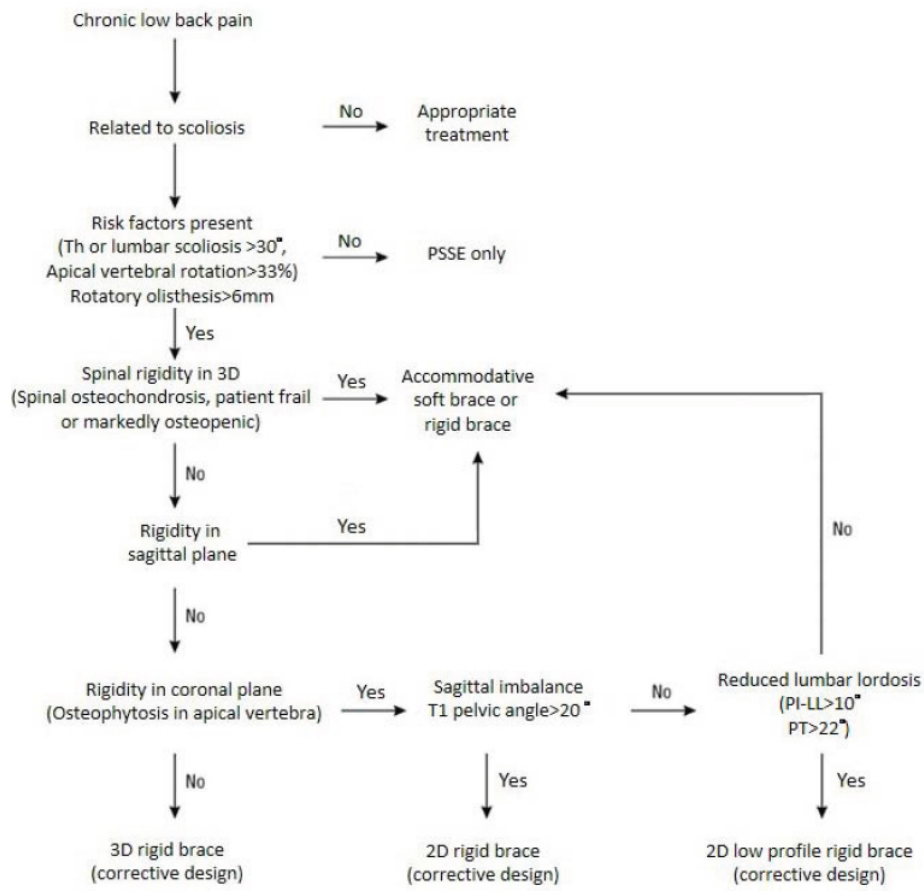 Chronic low back pain
Related to scoliosis
No
Appropriate
treatment
Risk factors present
(Th or lumbar scoliosis >30°,
Apical vertebral rotation>33%)
Rotatory olisthesis>6mm
No
PSSE only
Yes
Spinal rigidity in 3D
(Spinal osteochondrosis, patient frail
or markedly osteopenic)
Yes
Accommodative
soft brace or
rigid brace
No
Rigidity in
sagittal plane
Yes
No
No
Rigidity in coronal plane
(Osteophytosis in apical vertebra)
Yes
Sagittal imbalance
T1 pelvic angle>20°
No
Reduced lumbar lordosis
(PI-LL>10°
PT>22°)
No
Yes
Yes
3D rigid brace
(corrective design)
2D rigid brace
(corrective design)
2D low profile rigid brace
(corrective design)